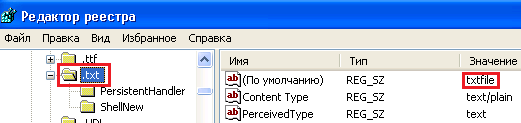 Редактор реестра
Файл Правка Вид Избранное Справка
.ttf
.txt
PersistentHandler
ShellNew
Имя Тип Значение
(По умолчанию) REG_SZ txtfile
Content Type REG_SZ text/plain
PerceivedType REG_SZ text